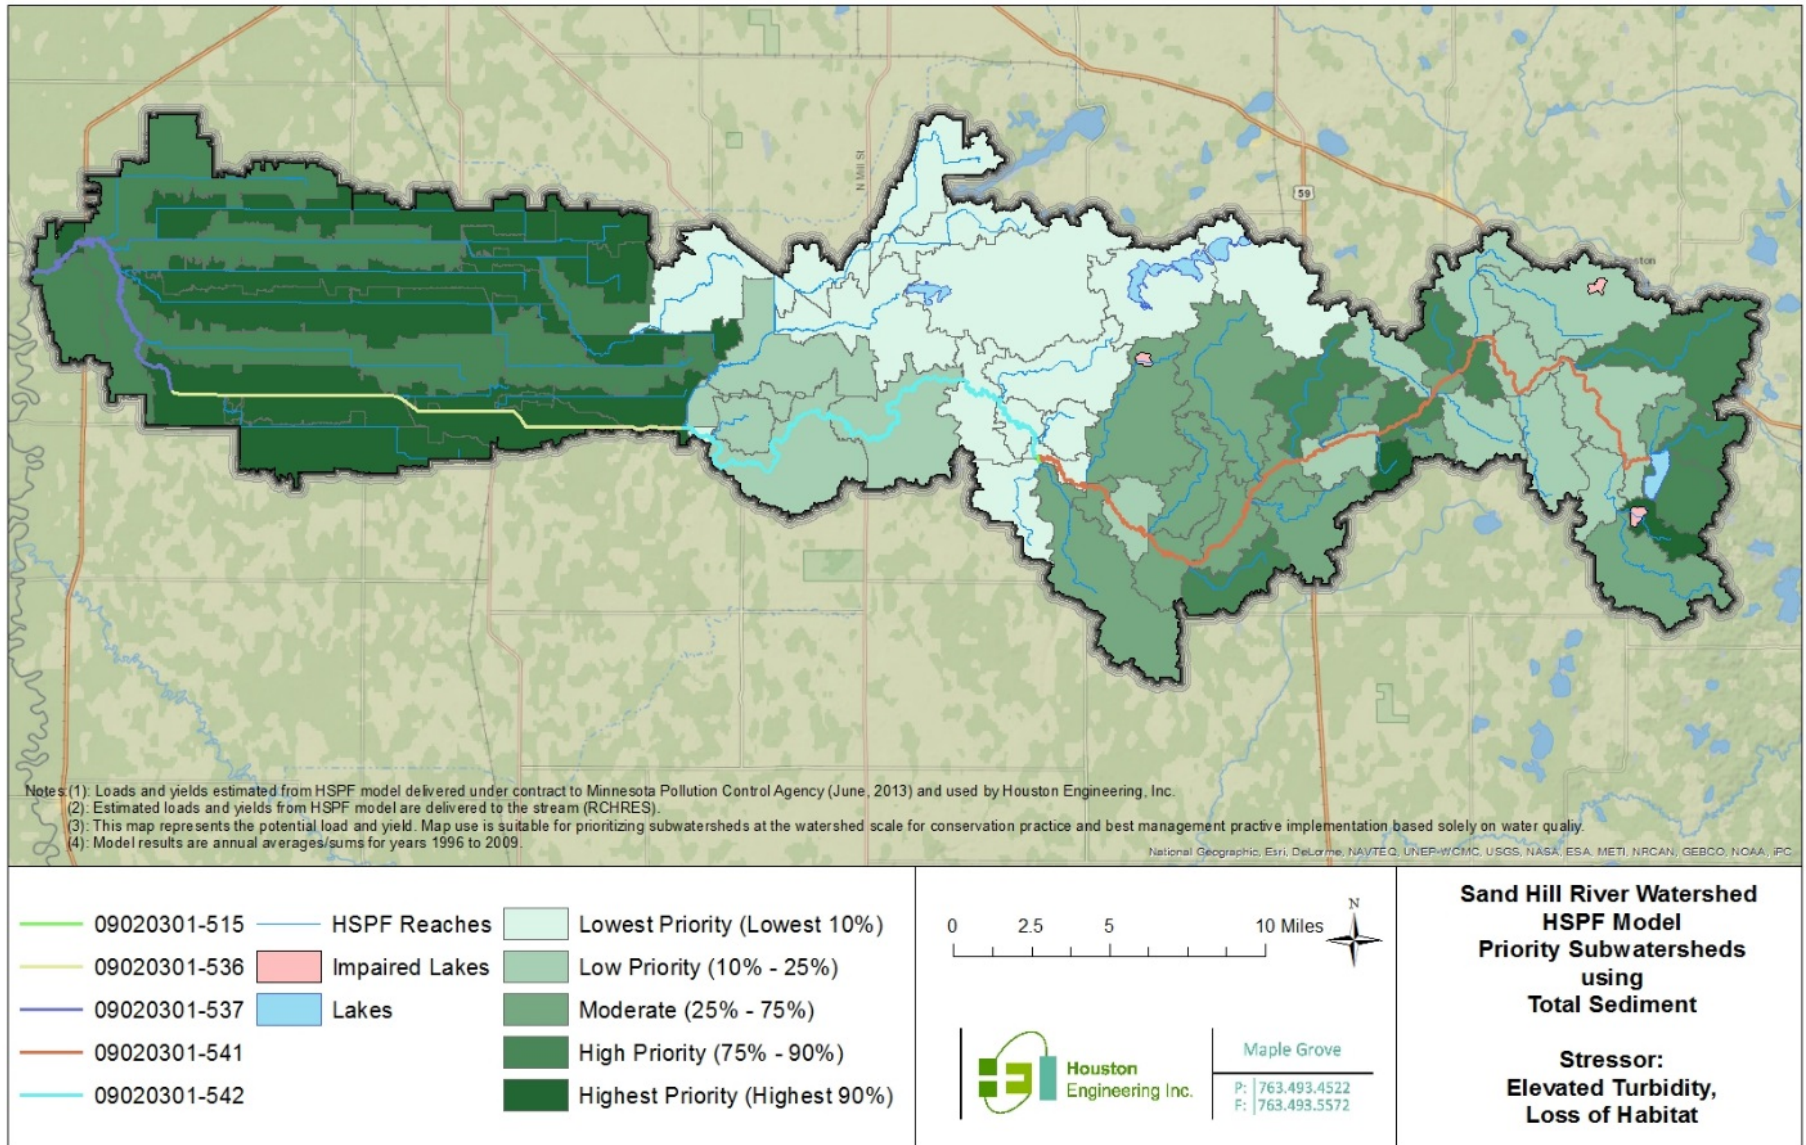 N Mill St
59
Notes:(1): Loads and yields estimated from HSPF model delivered under contract to Minnesota Pollution Control Agency (June, 2013) and used by Houston Engineering, Inc.
(2): Estimated loads and yields from HSPF model are delivered to the stream (RCHRES).
(3): This map represents the potential load and yield. Map use is suitable for prioritizing subwatersheds at the watershed scale for conservation practice and best management practive implementation based solely on water qualiy.
(4): Model results are annual averages/sums for years 1996 to 2009.
National Geographic, Esri, DeLorme, NAVTEQ, UNEP-WCMC, USGS, NASA, ESA, METI, NRCAN, GEBCO, NOAA, iPC
09020301-515
09020301-536
09020301-537
09020301-541
09020301-542
HSPF Reaches
Impaired Lakes
Lakes
Lowest Priority (Lowest 10%)
Low Priority (10% - 25%)
Moderate (25% - 75%)
High Priority (75% - 90%)
Highest Priority (Highest 90%)
0 2.5 5 10 Miles
N
Houston
Engineering Inc.
Maple Grove
P: 763.493.4522
F: 763.493.5572
Sand Hill River Watershed
HSPF Model
Priority Subwatersheds
using
Total Sediment
Stressor:
Elevated Turbidity,
Loss of Habitat